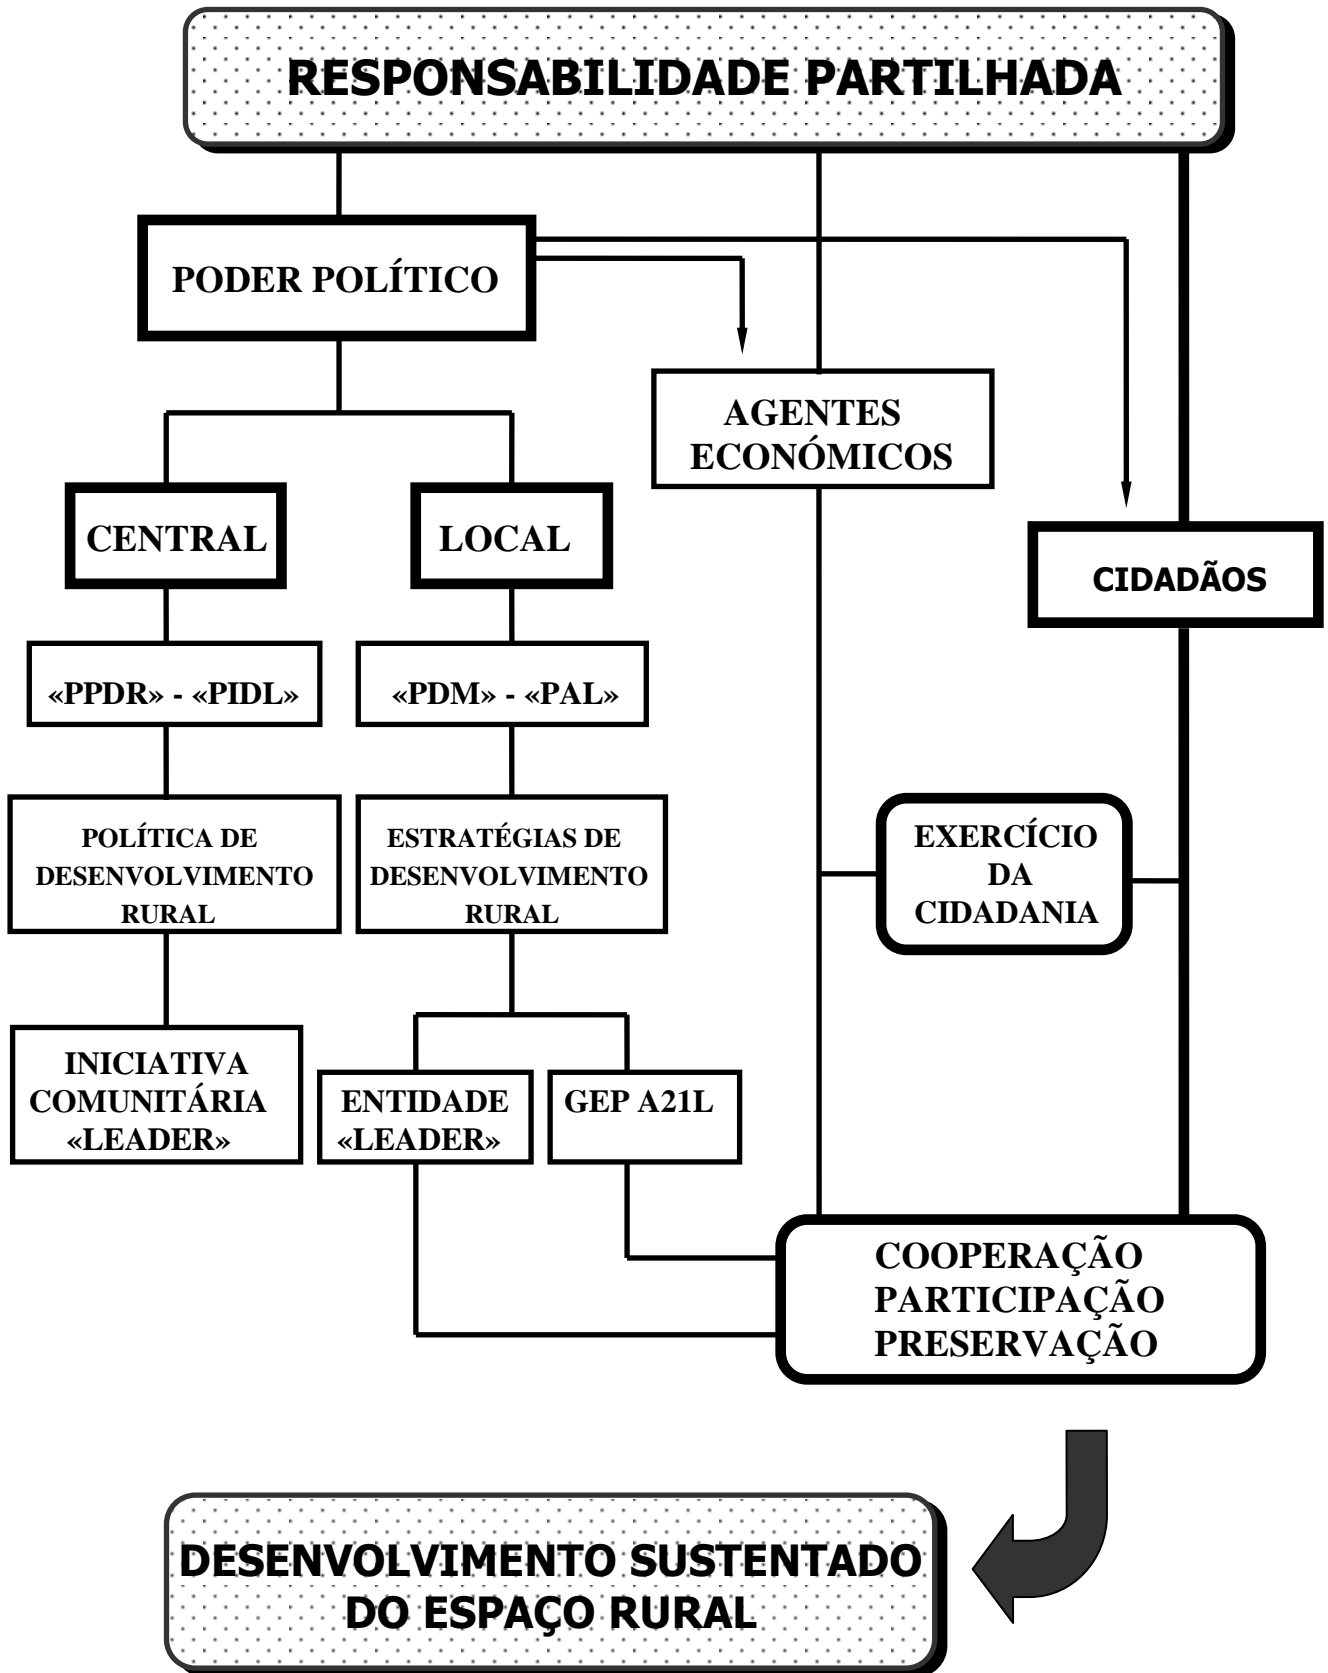 RESPONSABILIDADE PARTILHADA
PODER POLÍTICO
AGENTES
ECONÓMICOS
CENTRAL
LOCAL
CIDADÃOS
«PPDR» - «PIDL»
«PDM» - «PAL»
POLÍTICA DE
DESENVOLVIMENTO
RURAL
ESTRATÉGIAS DE
DESENVOLVIMENTO
RURAL
EXERCÍCIO
DA
CIDADANIA
INICIATIVA
COMUNITÁRIA
«LEADER»
ENTIDADE
«LEADER»
GEP A21L
COOPERAÇÃO
PARTICIPAÇÃO
PRESERVAÇÃO
DESENVOLVIMENTO SUSTENTADO
DO ESPAÇO RURAL